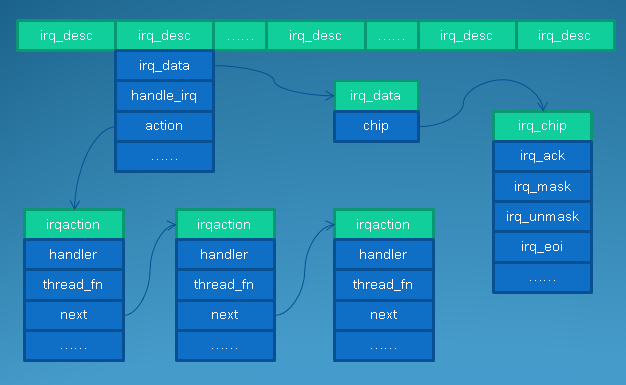 irq_desc irq_desc ...... irq_desc ...... irq_desc irq_desc
irq_data
handle_irq
action
......
irq_data
chip
irq_chip
irq_ack
irq_mask
irq_unmask
irq_eoi
......
irqaction
handler
thread_fn
next
......
irqaction
handler
thread_fn
next
......
irqaction
handler
thread_fn
next
......